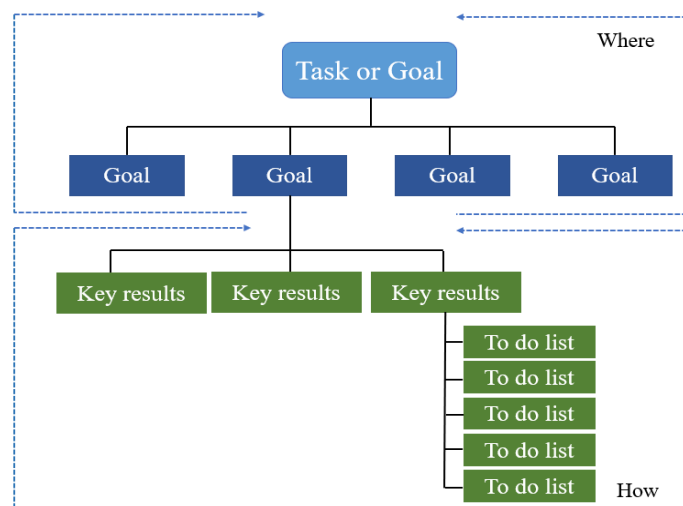 Where
Task or Goal
Goal
Goal
Goal
Goal
Key results
Key results
Key results
To do list
To do list
To do list
To do list
To do list
How